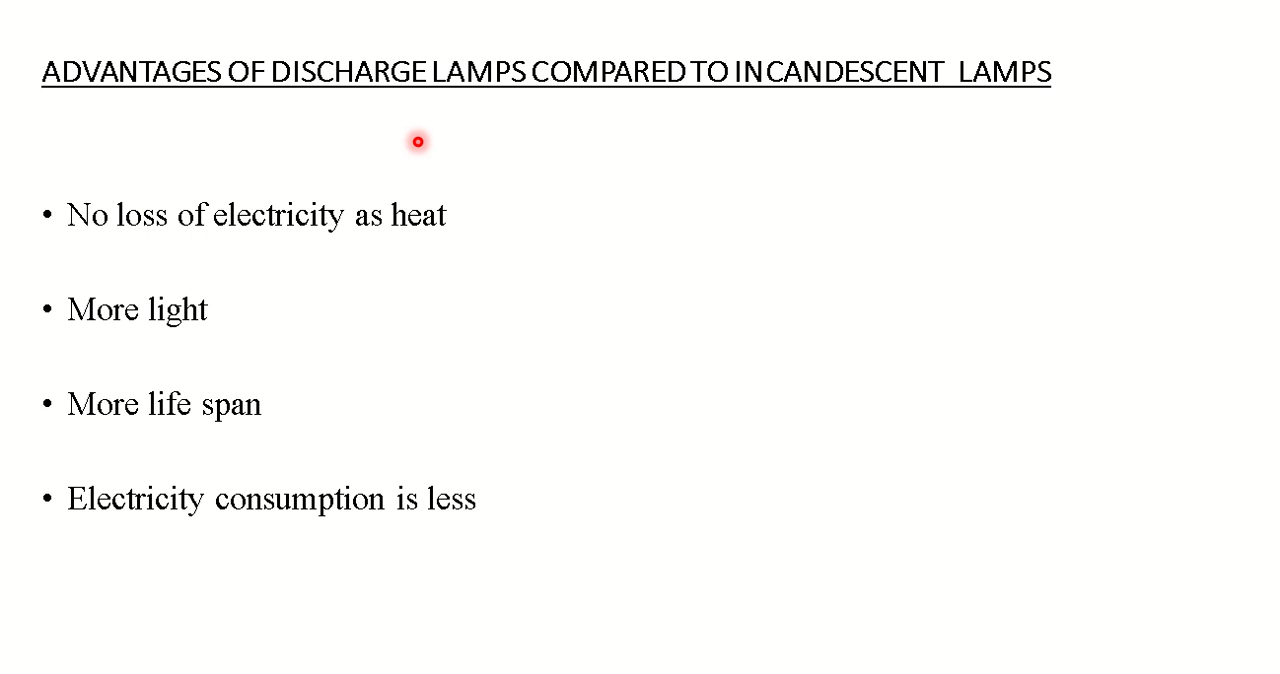 ADVANTAGES OF DISCHARGE LAMPS COMPARED TO INCANDESCENT LAMPS
• No loss of electricity as heat
• More light
• More life span
• Electricity consumption is less